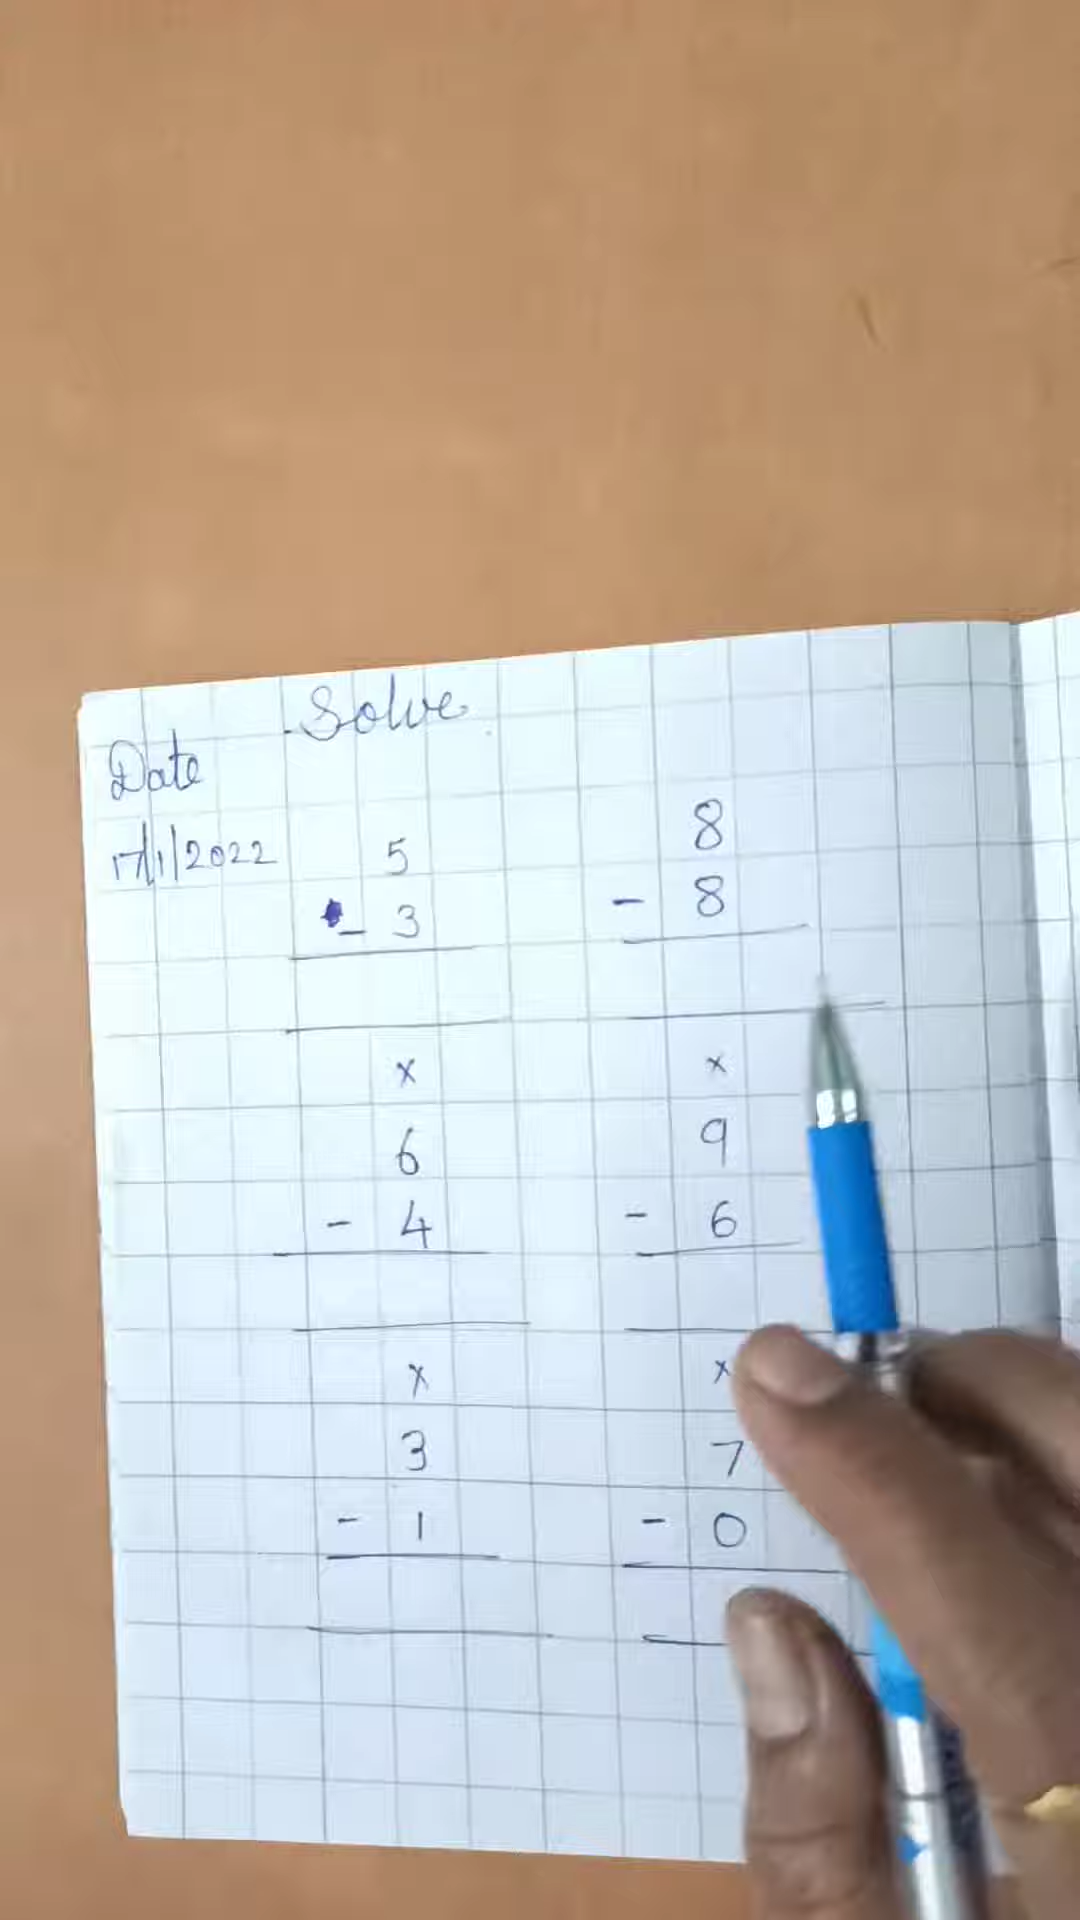 Solve
Date
17/1/2022
5 8
- 3 - 8
x x
6 9
- 4 - 6
x x
3 7
- 1 - 0